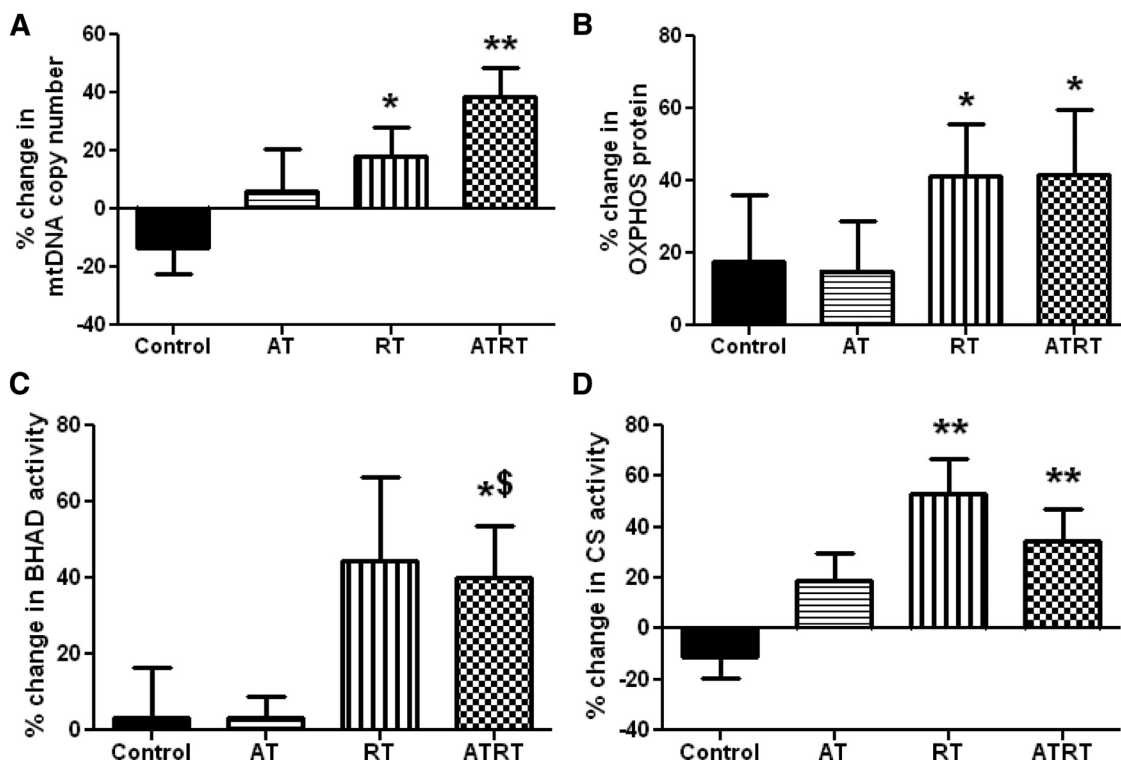 A
% change in
mtDNA copy number
60
40
20
0
-20
-40
*
**
Control AT RT ATRT
B
% change in
OXPHOS protein
80
60
40
20
0
*
*
Control AT RT ATRT
C
% change in BHAD activity
80
60
40
20
0
*$
Control AT RT ATRT
D
% change in CS activity
80
60
40
20
0
-20
-40
**
**
Control AT RT ATRT